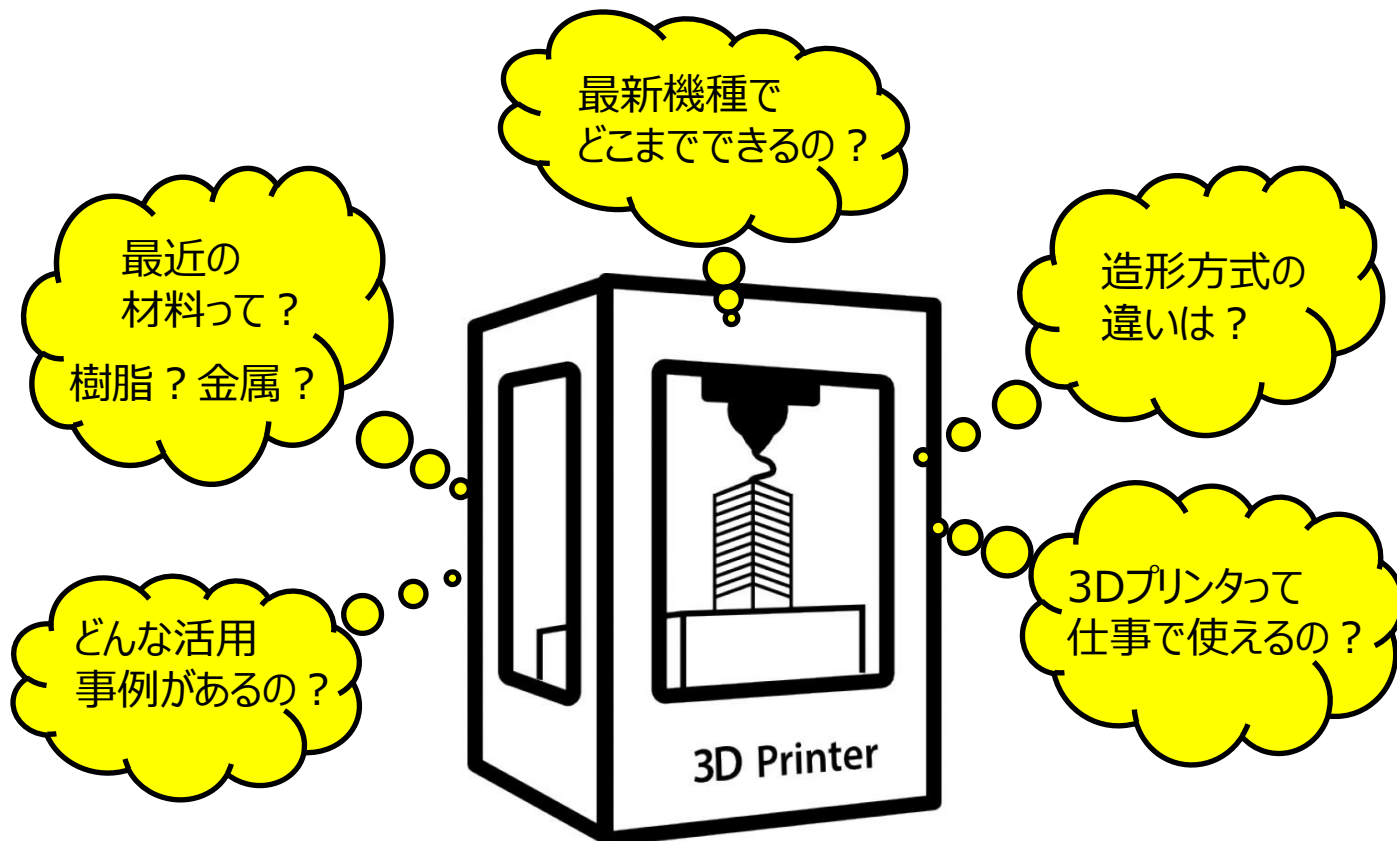 最新機種で
どこまでできるの？
最近の
材料って？
樹脂？金属？
造形方式の
違いは？
どんな活用
事例があるの？
3Dプリンタって
仕事で使えるの？
3D Printer